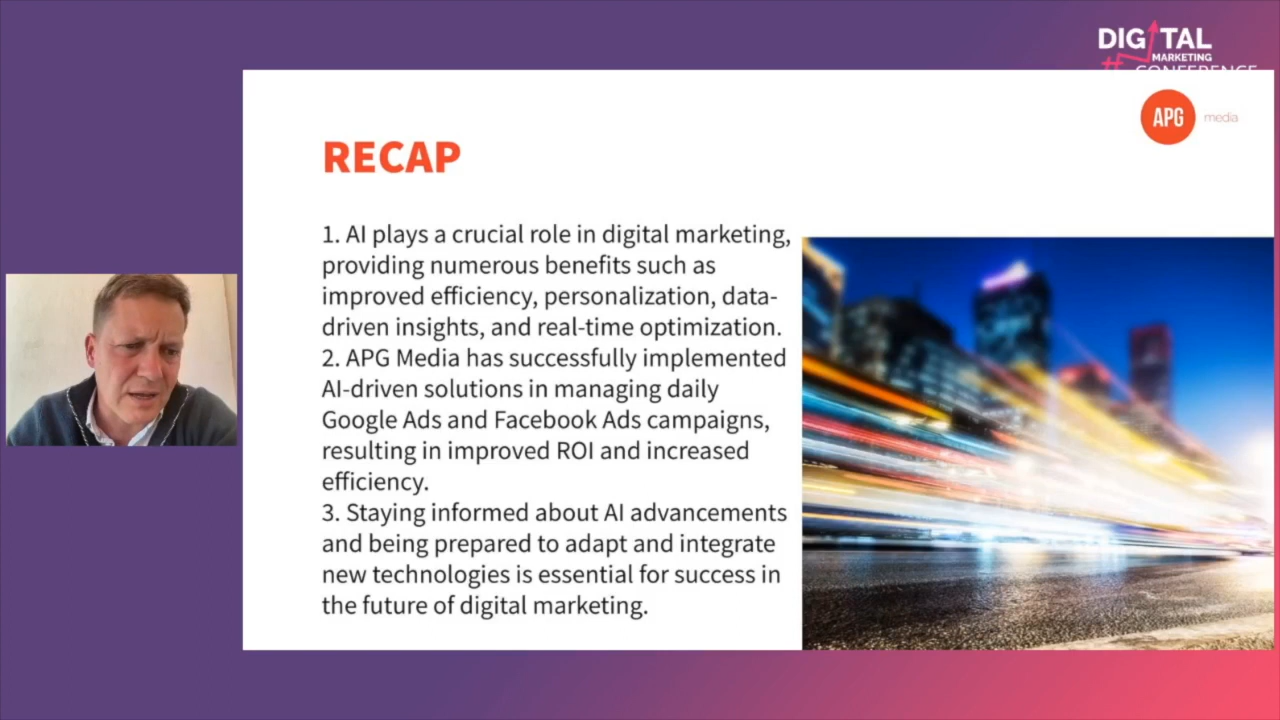 DIGITAL
MARKETING
#CONFERENCE
APG media
RECAP
1. AI plays a crucial role in digital marketing,
providing numerous benefits such as
improved efficiency, personalization, data-
driven insights, and real-time optimization.
2. APG Media has successfully implemented
AI-driven solutions in managing daily
Google Ads and Facebook Ads campaigns,
resulting in improved ROI and increased
efficiency.
3. Staying informed about AI advancements
and being prepared to adapt and integrate
new technologies is essential for success in
the future of digital marketing.